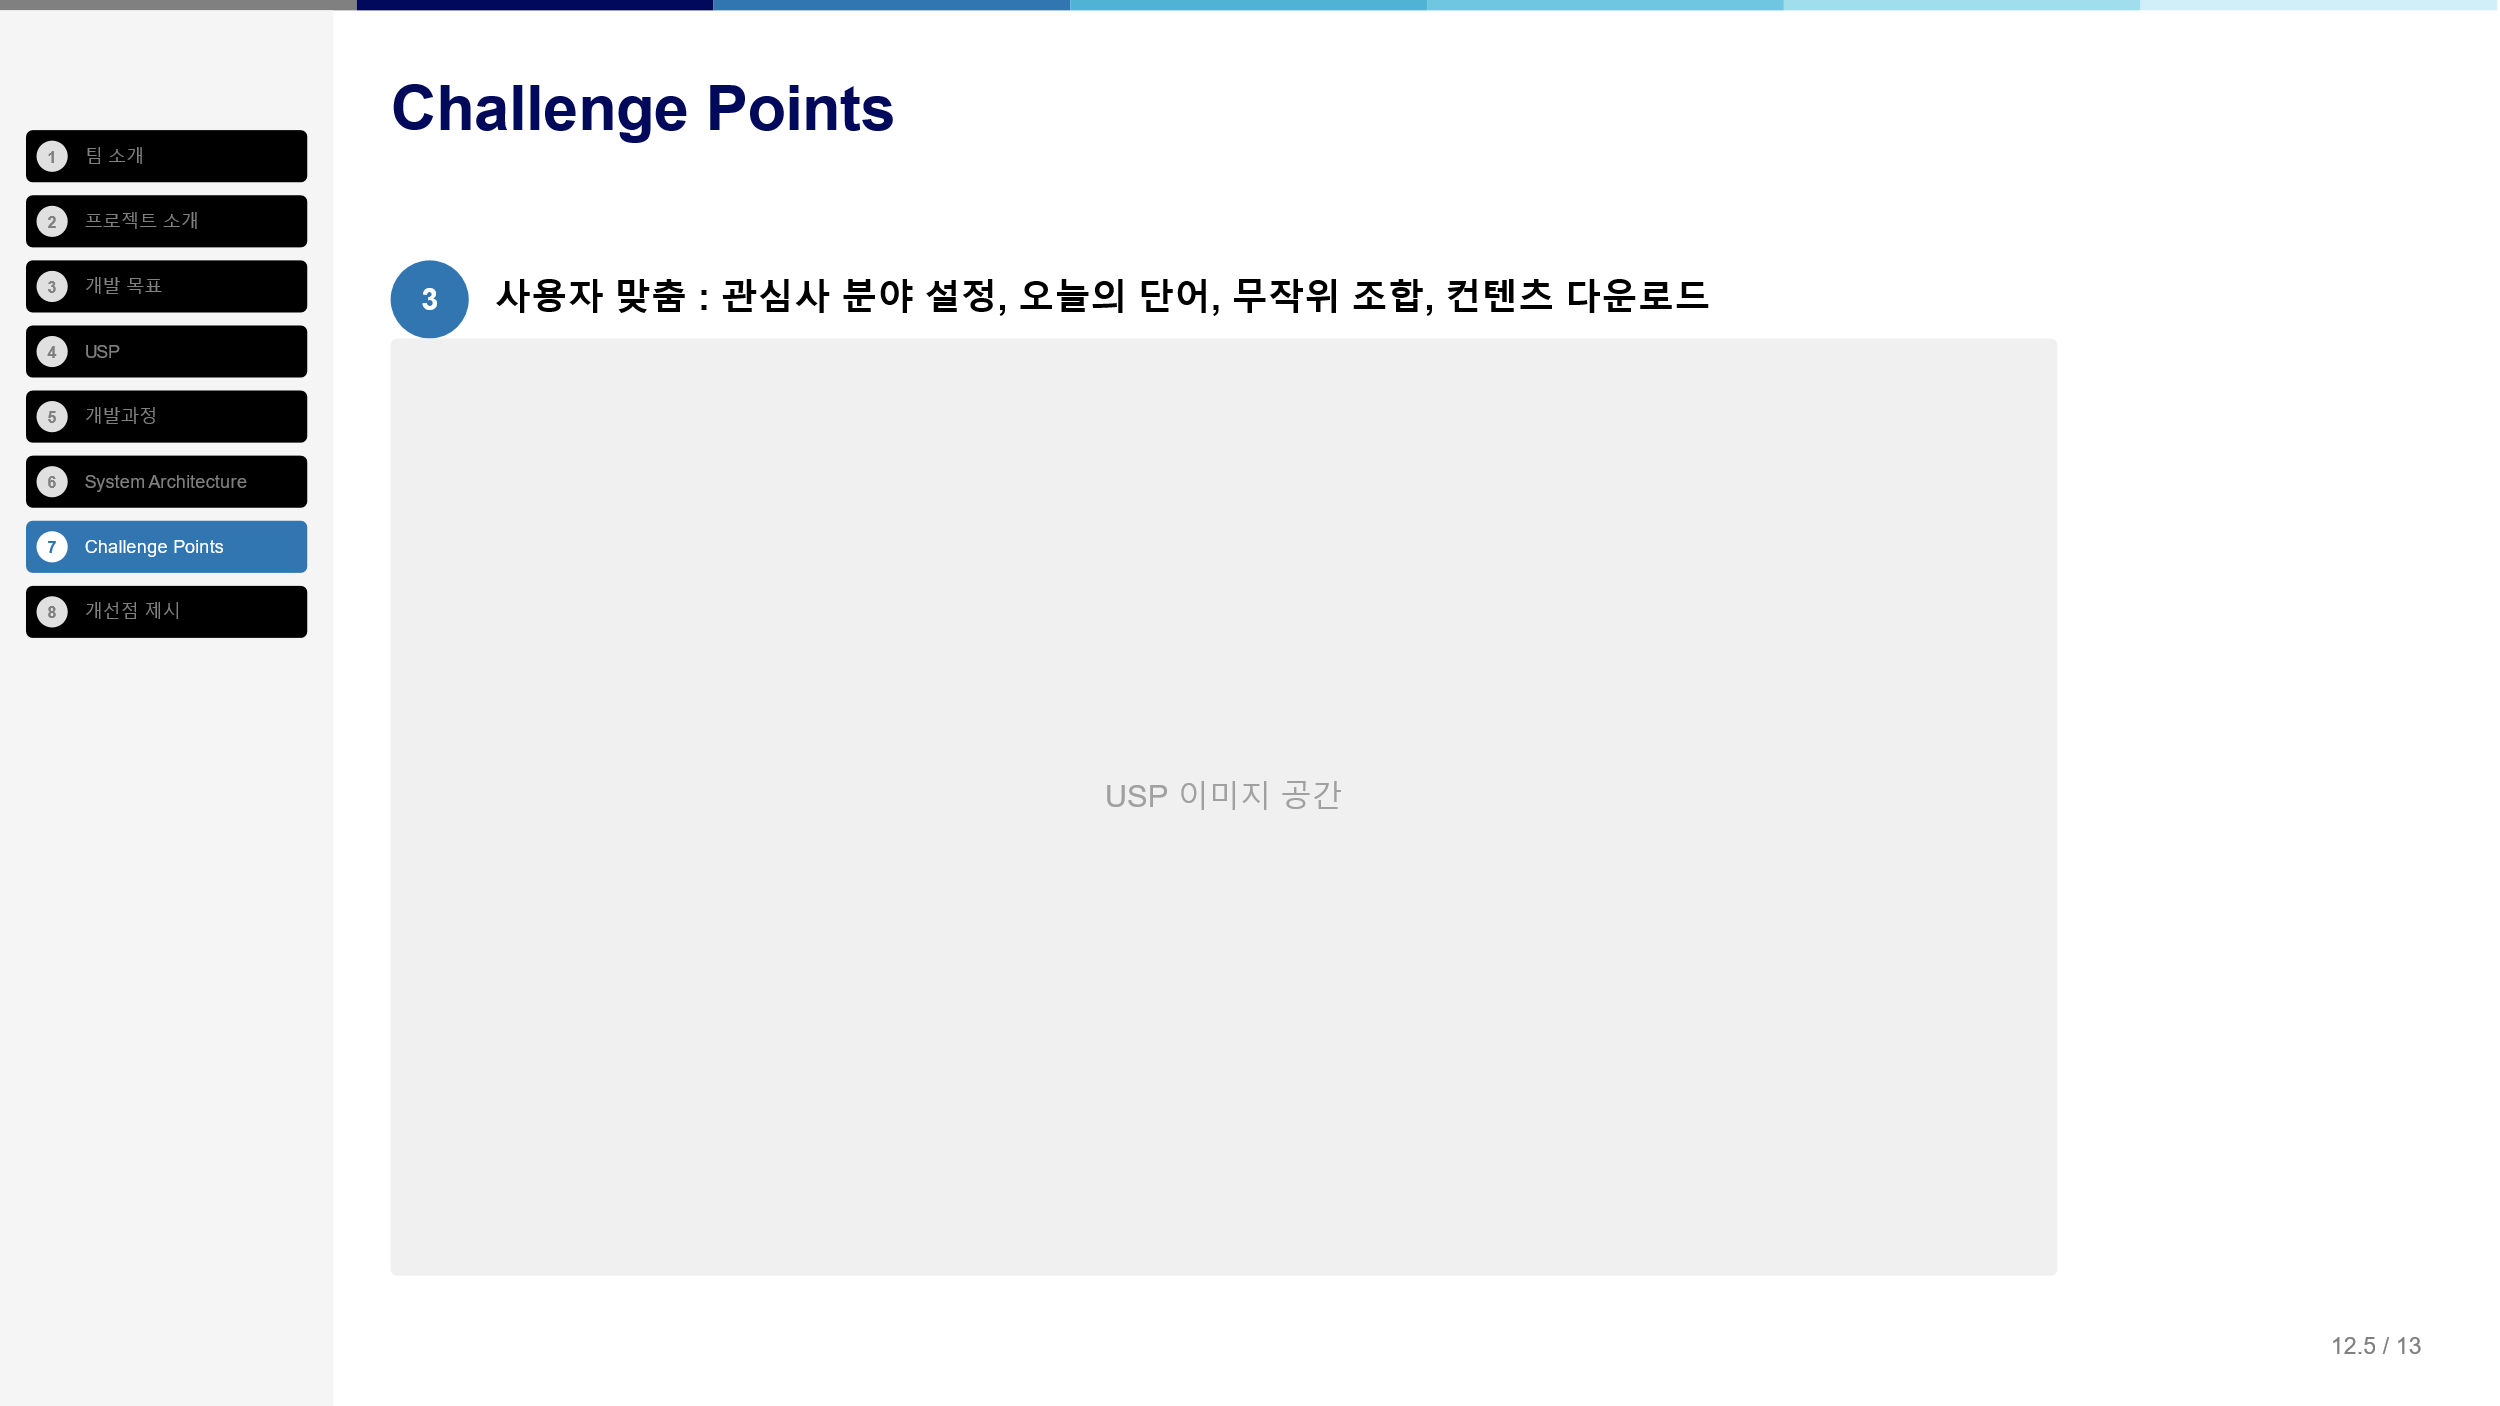 1 팀 소개
2 프로젝트 소개
3 개발 목표
4 USP
5 개발과정
6 System Architecture
7 Challenge Points
8 개선점 제시
Challenge Points
3 사용자 맞춤 : 관심사 분야 설정, 오늘의 단어, 무작위 조합, 컨텐츠 다운로드
USP 이미지 공간
12.5 / 13